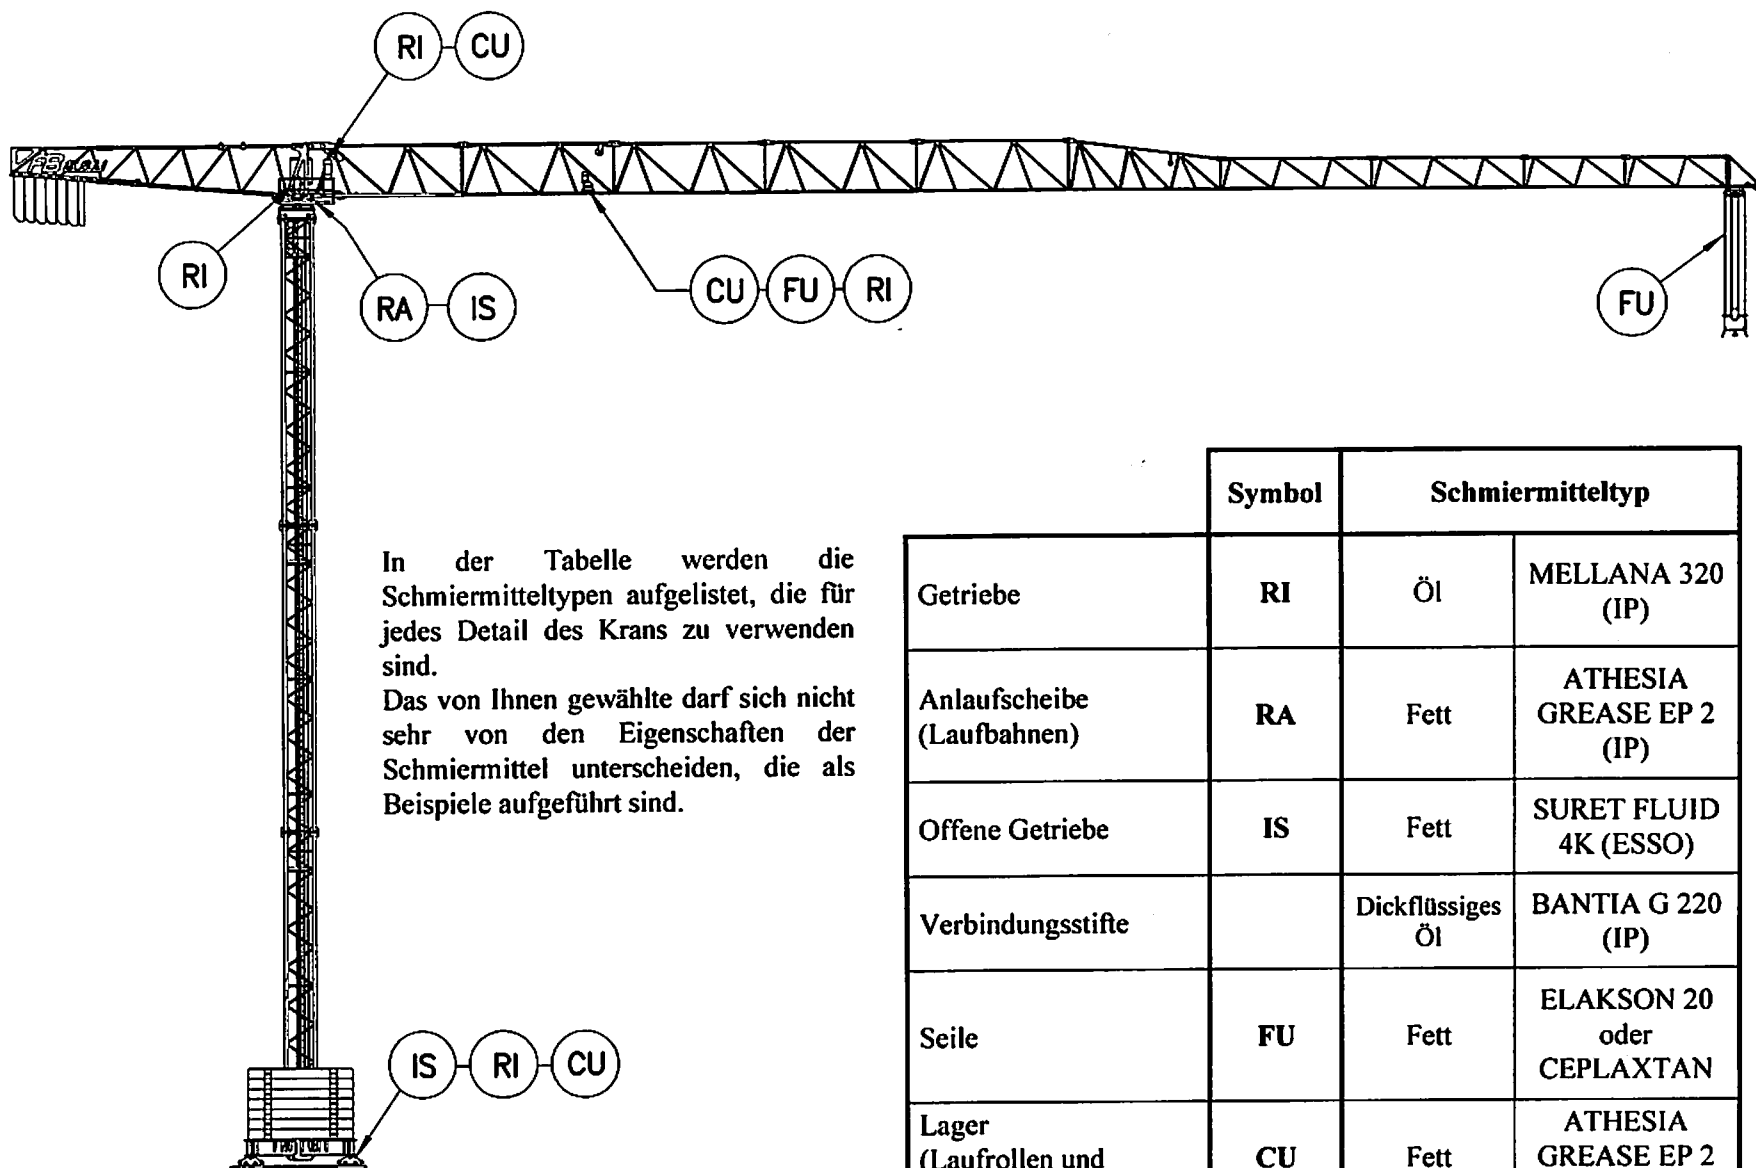 RI CU
RI
RA IS
CU FU RI
FU
In der Tabelle werden die
Schmiermitteltypen aufgelistet, die für
jedes Detail des Krans zu verwenden
sind.
Das von Ihnen gewählte darf sich nicht
sehr von den Eigenschaften der
Schmiermittel unterscheiden, die als
Beispiele aufgeführt sind.
IS RI CU
Symbol Schmiermitteltyp
Getriebe RI Öl MELLANA 320
(IP)
Anlaufscheibe
(Laufbahnen) RA Fett ATHESIA
GREASE EP 2
(IP)
Offene Getriebe IS Fett SURET FLUID
4K (ESSO)
Verbindungsstifte Dickflüssiges
Öl BANTIA G 220
(IP)
Seile FU Fett ELAKSON 20
oder
CEPLAXTAN
Lager
(Laufrollen und CU Fett ATHESIA
GREASE EP 2